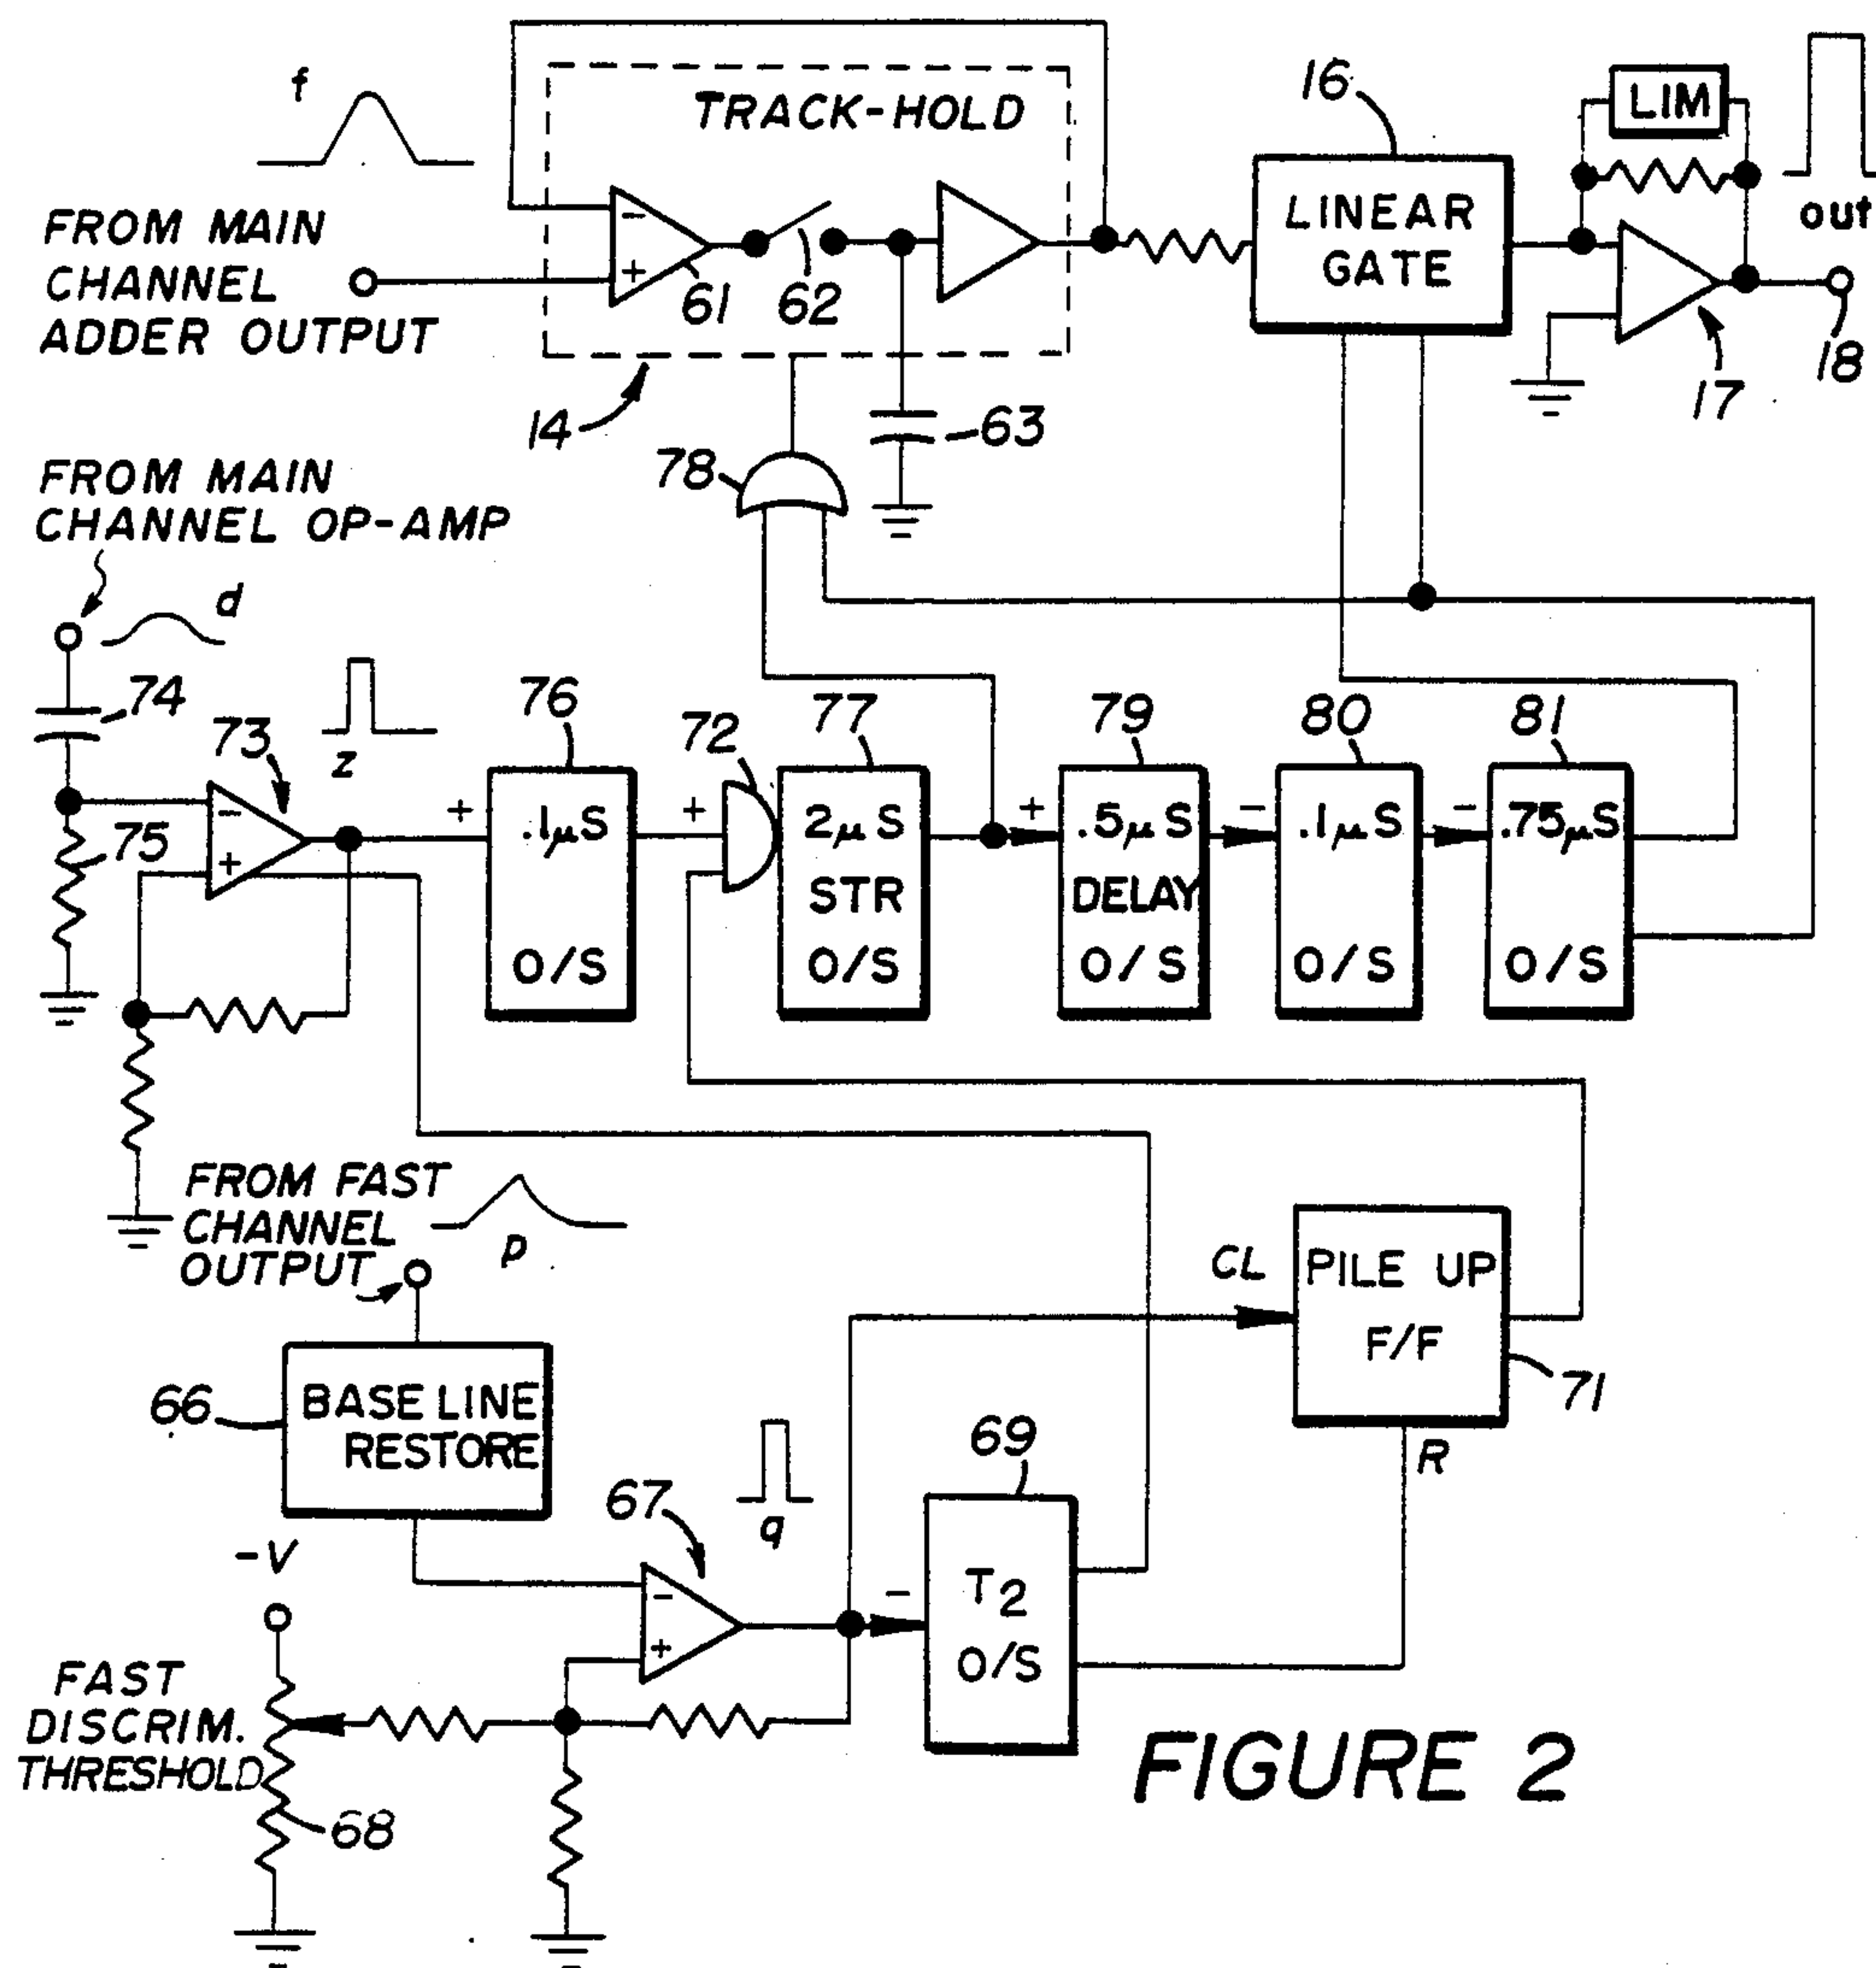 f
TRACK-HOLD
16
LIM
out
FROM MAIN
CHANNEL
ADDER OUTPUT
−
+
61
62
LINEAR
GATE
17
18
14
63
78
FROM MAIN
CHANNEL OP-AMP
d
74
73
z
75
−
+
+
76
.1μS
O/S
72
+
77
2μS
STR
O/S
+
79
.5μS
DELAY
O/S
−
80
.1μS
O/S
−
81
.75μS
O/S
FROM FAST
CHANNEL
OUTPUT
p
CL
PILE UP
F/F
71
R
66
BASE LINE
RESTORE
67
q
69
−
+
−
T2
O/S
-V
FAST
DISCRIM.
THRESHOLD
68
FIGURE 2